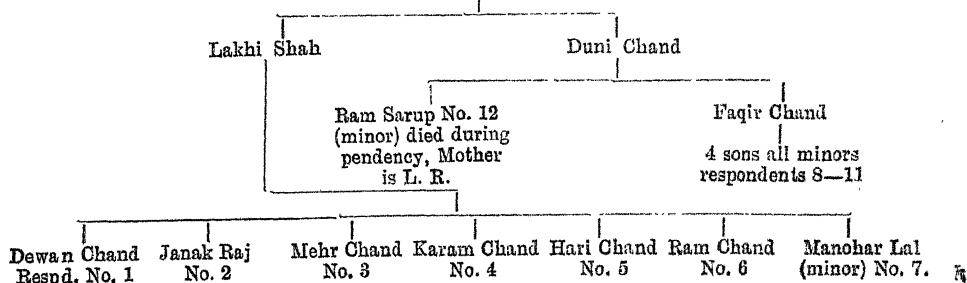 Lakhi Shah Duni Chand
Ram Sarup No. 12
(minor) died during
pendency, Mother
is L. R.
Faqir Chand
4 sons all minors
respondents 8—11
Dewan Chand
Respd. No. 1
Janak Raj
No. 2
Mehr Chand
No. 3
Karam Chand
No. 4
Hari Chand
No. 5
Ram Chand
No. 6
Manohar Lal
(minor) No. 7.